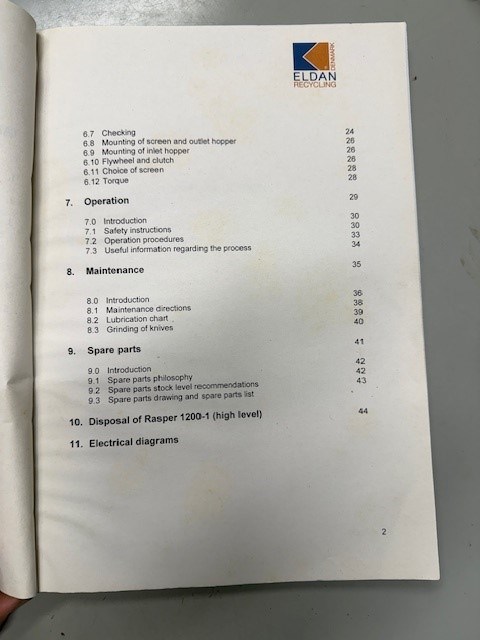 DENMARK
ELDAN
RECYCLING
6.7 Checking 24
6.8 Mounting of screen and outlet hopper 26
6.9 Mounting of inlet hopper 26
6.10 Flywheel and clutch 26
6.11 Choice of screen 28
6.12 Torque 28
7. Operation 29
7.0 Introduction 30
7.1 Safety instructions 30
7.2 Operation procedures 33
7.3 Useful information regarding the process 34
8. Maintenance 35
8.0 Introduction 36
8.1 Maintenance directions 38
8.2 Lubrication chart 39
8.3 Grinding of knives 40
9. Spare parts 41
9.0 Introduction 42
9.1 Spare parts philosophy 42
9.2 Spare parts stock level recommendations 43
9.3 Spare parts drawing and spare parts list
10. Disposal of Rasper 1200-1 (high level) 44
11. Electrical diagrams
2